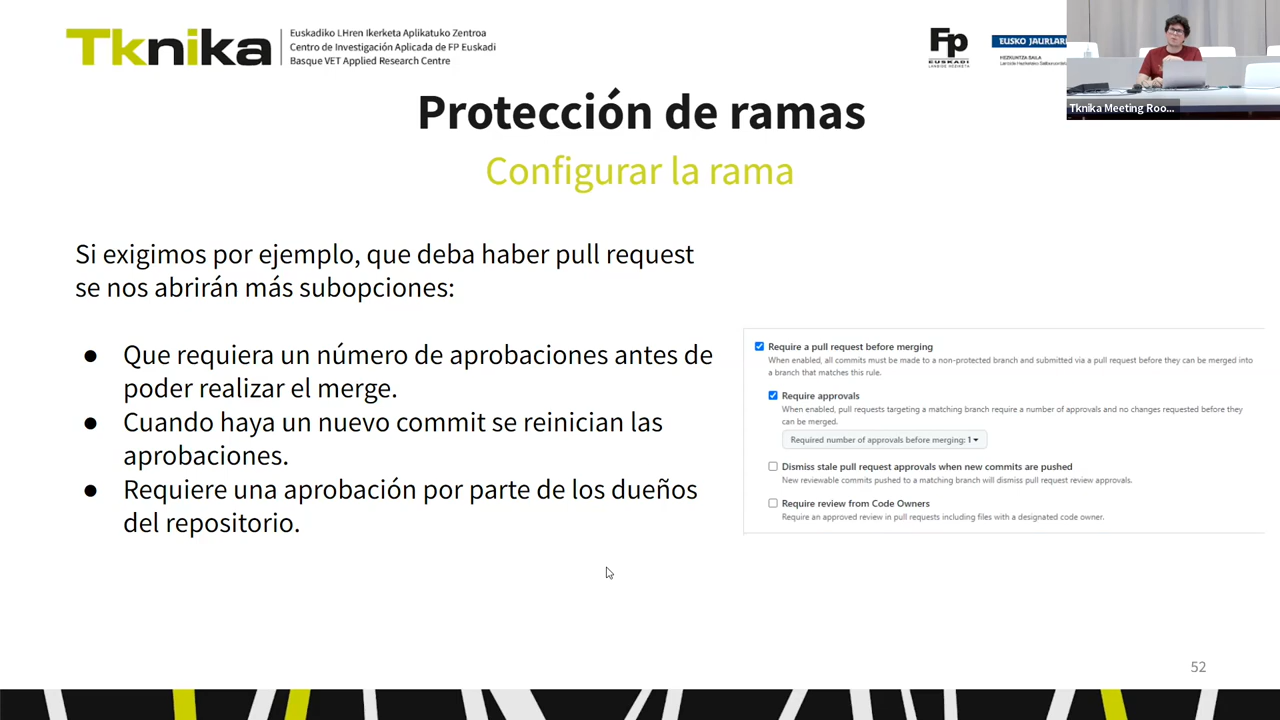 Tknika
Euskadiko LHren Ikerketa Aplikatuko Zentroa
Centro de Investigación Aplicada de FP Euskadi
Basque VET Applied Research Centre
Fp
EUSKADI
LANBIDE HEZIKETA
EUSKO JAURLARI
HEZKUNTZA SAILA
Tknika Meeting Roo...
Protección de ramas
Configurar la rama
Si exigimos por ejemplo, que deba haber pull request
se nos abrirán más subopciones:
● Que requiera un número de aprobaciones antes de
poder realizar el merge.
● Cuando haya un nuevo commit se reinician las
aprobaciones.
● Requiere una aprobación por parte de los dueños
del repositorio.
Require a pull request before merging
When enabled, all commits must be made to a non-protected branch and submitted via a pull request before they can be merged into
a branch that matches this rule.
Require approvals
When enabled, pull requests targeting a matching branch require a number of approvals and no changes requested before they
can be merged.
Required number of approvals before merging: 1
Dismiss stale pull request approvals when new commits are pushed
New reviewable commits pushed to a matching branch will dismiss pull request review approvals.
Require review from Code Owners
Require an approved review in pull requests including files with a designated code owner.
52